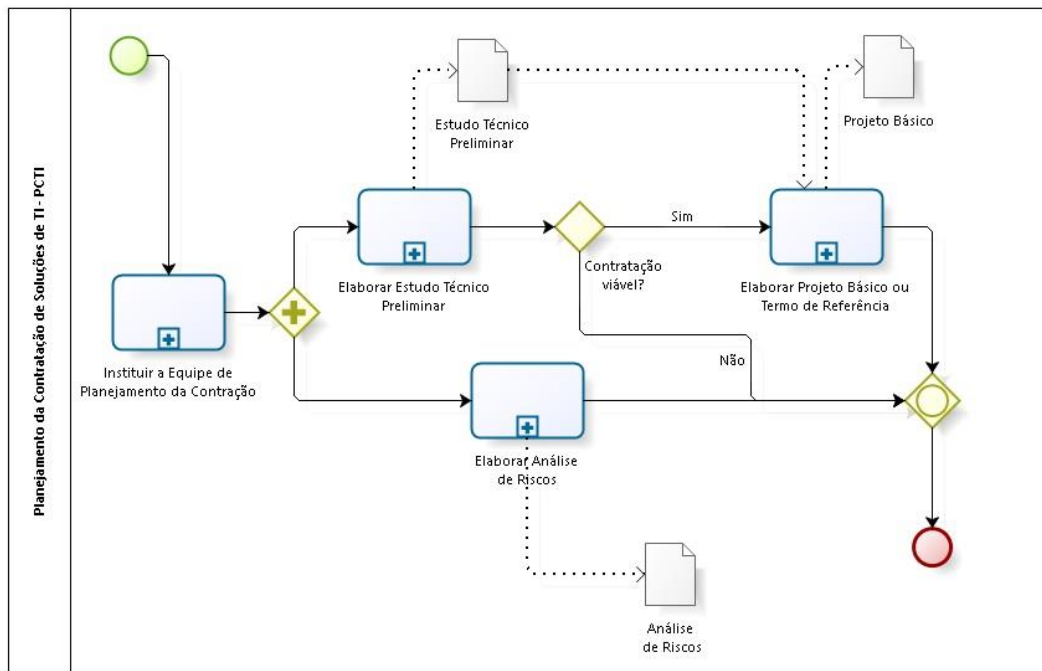 Planejamento da Contratação de Soluções de TI - PCTI
Estudo Técnico
Preliminar
Projeto Básico
Elaborar Estudo Técnico
Preliminar
Contratação
viável?
Sim
Elaborar Projeto Básico ou
Termo de Referência
Instituir a Equipe de
Planejamento da Contração
Não
Elaborar Análise
de Riscos
Análise
de Riscos